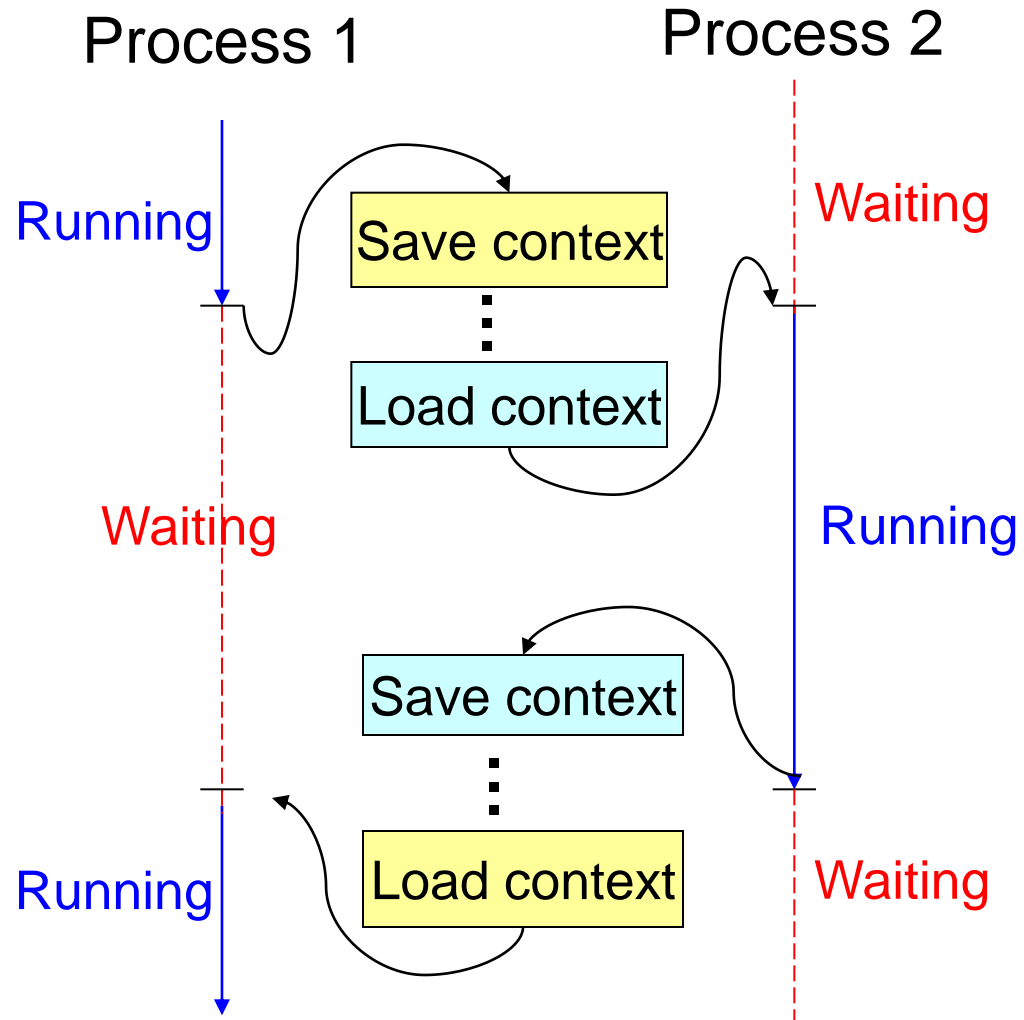 Process 1
Process 2
Running
Waiting
Save context
Load context
Waiting
Running
Save context
Load context
Running
Waiting